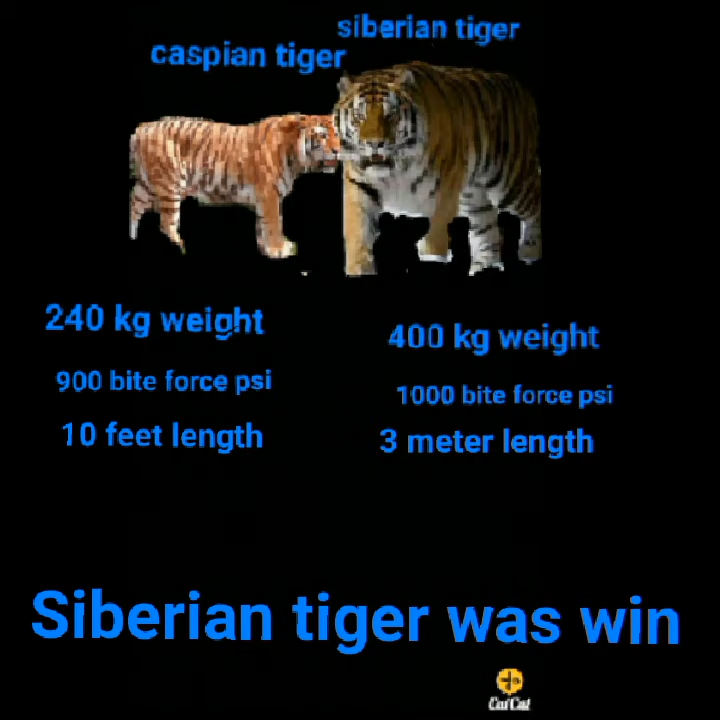 siberian tiger
caspian tiger
240 kg weight
400 kg weight
900 bite force psi
1000 bite force psi
10 feet length
3 meter length
Siberian tiger was win
CutCut